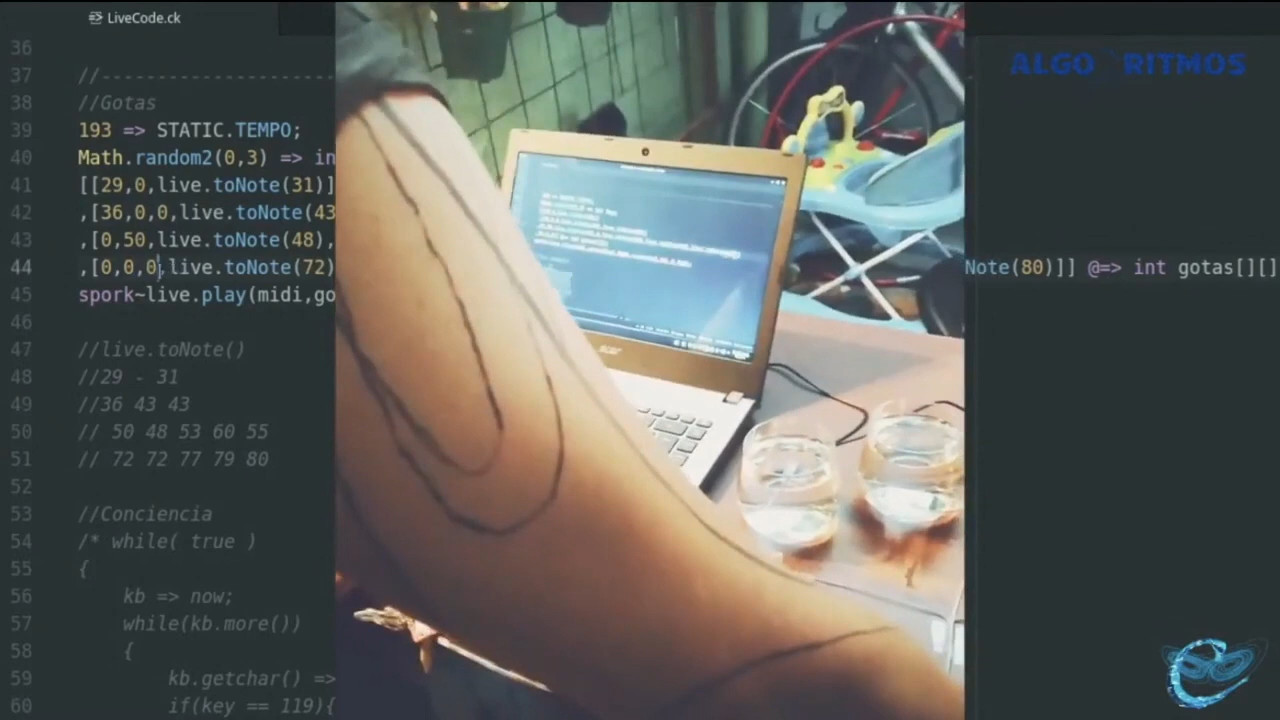 LiveCode.ck
ALGO RITMOS
36
37 //---------------------
38 //Gotas
39 193 => STATIC.TEMPO;
40 Math.random2(0,3) => in
41 [[29,0,live.toNote(31)]
42 ,[36,0,0,live.toNote(43
43 ,[0,50,live.toNote(48),
44 ,[0,0,0,live.toNote(72) Note(80)]] @=> int gotas[][]
45 spork~live.play(midi,go
46
47 //live.toNote()
48 //29 - 31
49 //36 43 43
50 // 50 48 53 60 55
51 // 72 72 77 79 80
52
53 //Conciencia
54 /* while( true )
55 {
56 kb => now;
57 while(kb.more())
58 {
59 kb.getchar() =>
60 if(key == 119){
acer